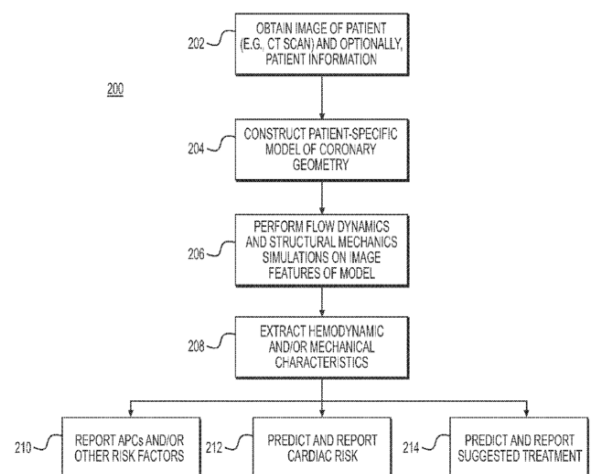 202
OBTAIN IMAGE OF PATIENT
(E.G., CT SCAN) AND OPTIONALLY,
PATIENT INFORMATION
200
204
CONSTRUCT PATIENT-SPECIFIC
MODEL OF CORONARY
GEOMETRY
206
PERFORM FLOW DYNAMICS
AND STRUCTURAL MECHANICS
SIMULATIONS ON IMAGE
FEATURES OF MODEL
208
EXTRACT HEMODYNAMIC
AND/OR MECHANICAL
CHARACTERISTICS
210
REPORT APCs AND/OR
OTHER RISK FACTORS
212
PREDICT AND REPORT
CARDIAC RISK
214
PREDICT AND REPORT
SUGGESTED TREATMENT